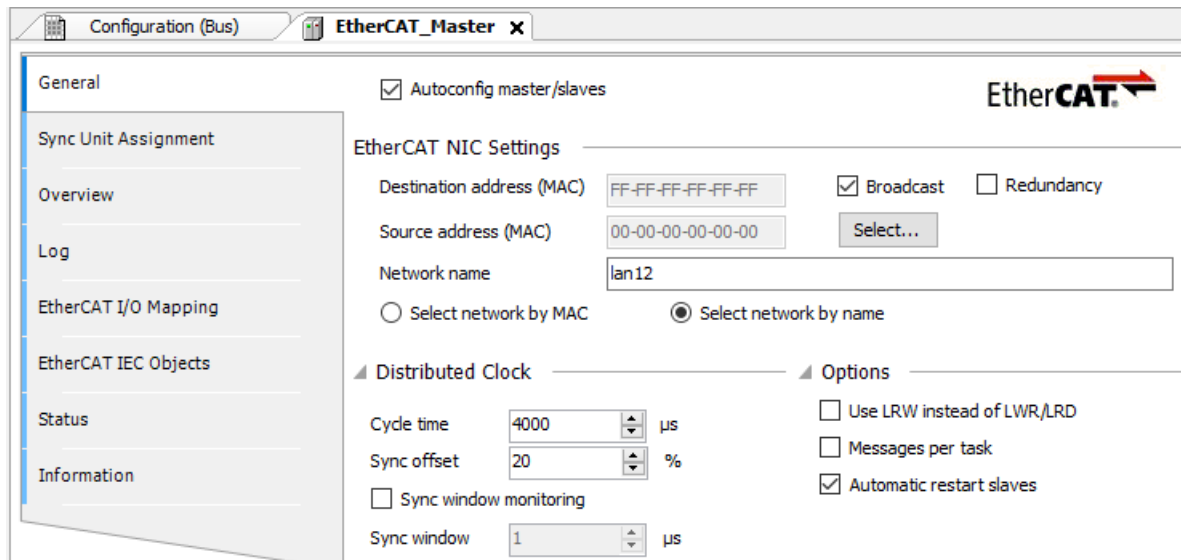 Configuration (Bus) EtherCAT_Master
General
Sync Unit Assignment
Overview
Log
EtherCAT I/O Mapping
EtherCAT IEC Objects
Status
Information
Autoconfig master/slaves
EtherCAT.
EtherCAT NIC Settings
Destination address (MAC) FF-FF-FF-FF-FF-FF Broadcast Redundancy
Source address (MAC) 00-00-00-00-00-00 Select...
Network name lan12
Select network by MAC Select network by name
Distributed Clock
Cycle time 4000 µs
Sync offset 20 %
Sync window monitoring
Sync window 1 µs
Options
Use LRW instead of LWR/LRD
Messages per task
Automatic restart slaves